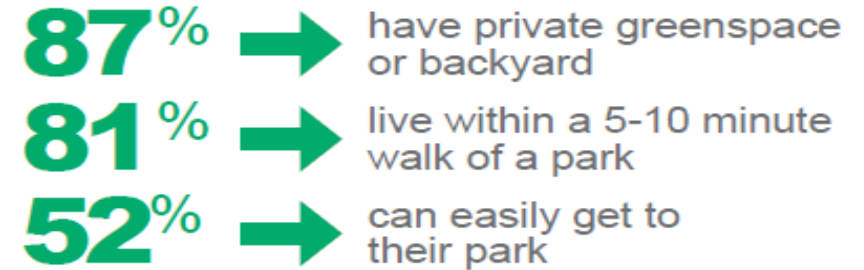 87% have private greenspace
or backyard
81% live within a 5-10 minute
walk of a park
52% can easily get to
their park